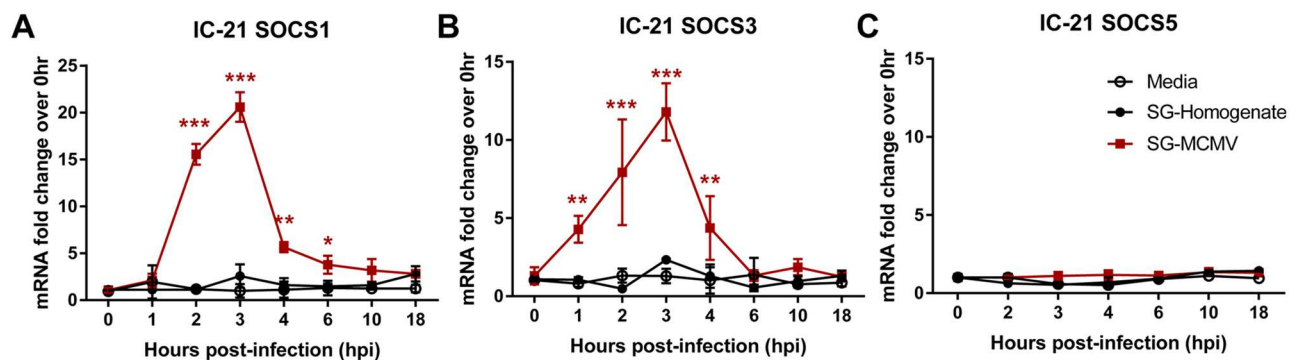 A
IC-21 SOCS1
mRNA fold change over 0hr
25
20
15
10
5
0
***
***
**
*
0 1 2 3 4 6 10 18
Hours post-infection (hpi)
B
IC-21 SOCS3
mRNA fold change over 0hr
15
10
5
0
**
***
***
**
0 1 2 3 4 6 10 18
Hours post-infection (hpi)
C
IC-21 SOCS5
mRNA fold change over 0hr
15
10
5
0
Media
SG-Homogenate
SG-MCMV
0 1 2 3 4 6 10 18
Hours post-infection (hpi)